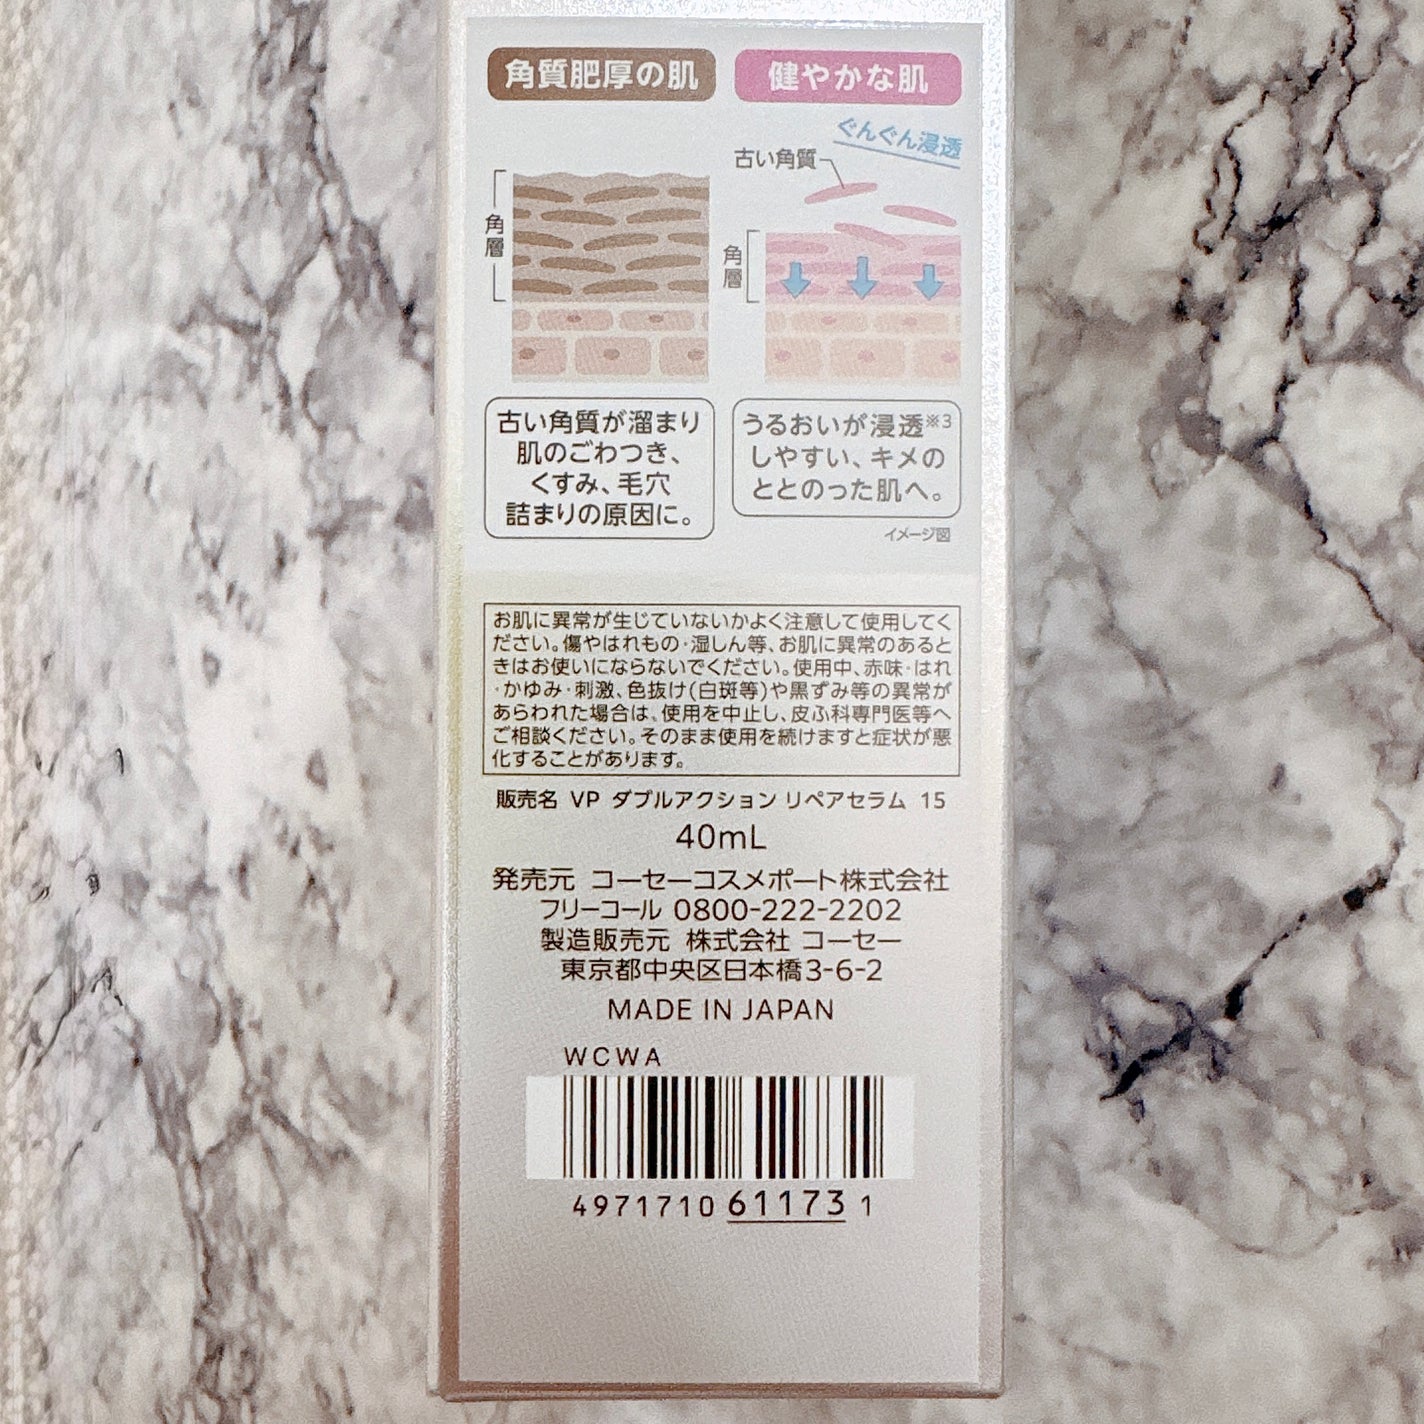 角質肥厚の肌
健やかな肌
ぐんぐん浸透
古い角質
角層
角層
古い角質が溜まり
肌のごわつき、
くすみ、毛穴
詰まりの原因に。
うるおいが浸透※3
しやすい、キメの
ととのった肌へ。
イメージ図
お肌に異常が生じていないかよく注意して使用してく
ださい。傷やはれもの・湿しん等、お肌に異常のあると
きはお使いにならないでください。使用中、赤味・はれ
・かゆみ・刺激、色抜け(白斑等)や黒ずみ等の異常が
あらわれた場合は、使用を中止し、皮ふ科専門医等へ
ご相談ください。そのまま使用を続けますと症状が悪
化することがあります。
販売名 VP ダブルアクション リペアセラム 15
40mL
発売元 コーセーコスメポート株式会社
フリーコール 0800-222-2202
製造販売元 株式会社 コーセー
東京都中央区日本橋3-6-2
MADE IN JAPAN
WCWA
4971710 61173 1